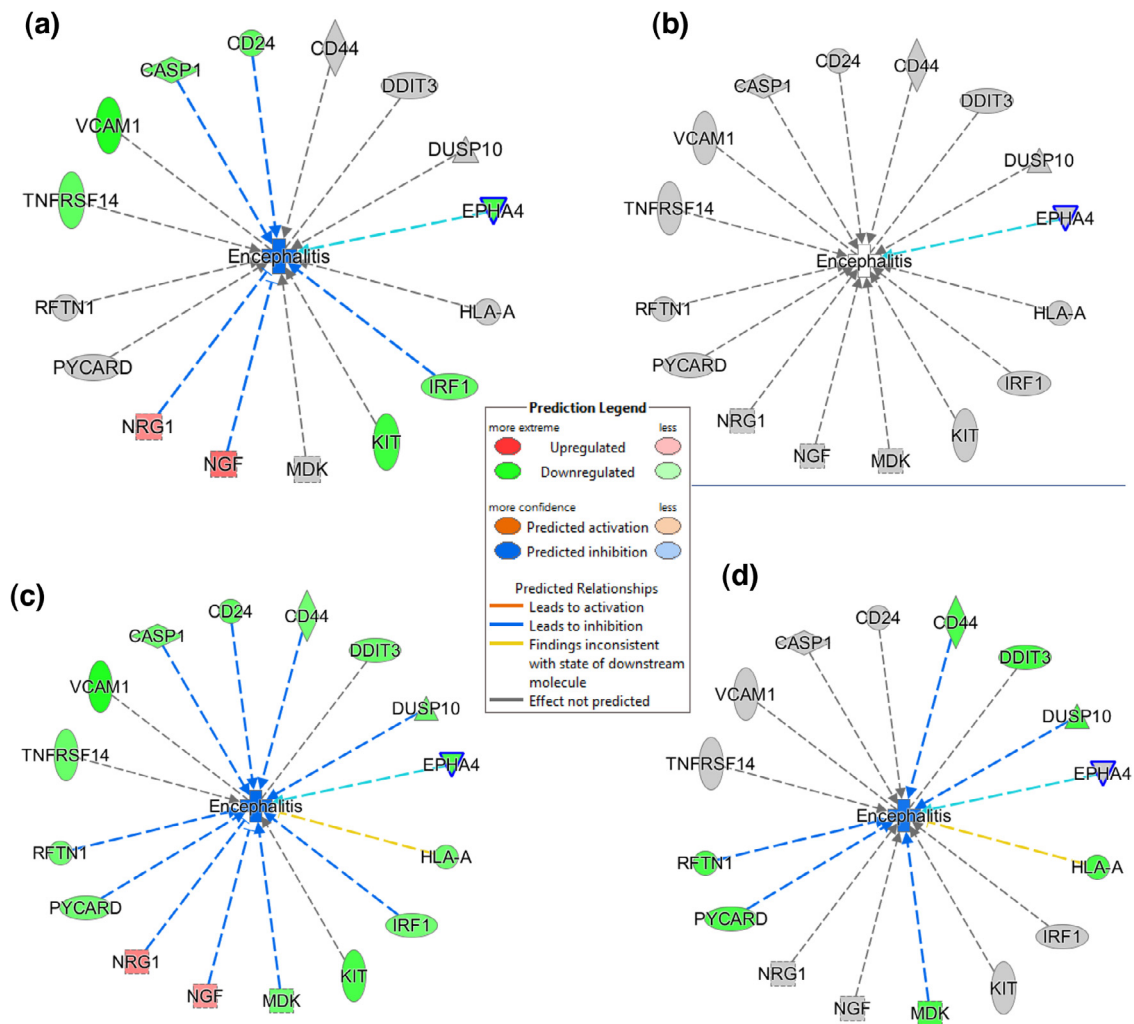 (a)
CD24
CD44
CASP1
DDIT3
VCAM1
DUSP10
TNFRSF14
EPHA4
Encephalitis
RFTN1
HLA-A
PYCARD
IRF1
NRG1
KIT
NGF
MDK
(b)
CD24
CD44
CASP1
DDIT3
VCAM1
DUSP10
TNFRSF14
EPHA4
Encephalitis
RFTN1
HLA-A
PYCARD
IRF1
NRG1
KIT
NGF
MDK
Prediction Legend
more extreme less
Upregulated
Downregulated
more confidence less
Predicted activation
Predicted inhibition
Predicted Relationships
Leads to activation
Leads to inhibition
Findings inconsistent
with state of downstream
molecule
Effect not predicted
(c)
CD24
CD44
CASP1
DDIT3
VCAM1
DUSP10
TNFRSF14
EPHA4
Encephalitis
RFTN1
HLA-A
PYCARD
IRF1
NRG1
KIT
NGF
MDK
(d)
CD24
CD44
CASP1
DDIT3
VCAM1
DUSP10
TNFRSF14
EPHA4
Encephalitis
RFTN1
HLA-A
PYCARD
IRF1
NRG1
KIT
NGF
MDK